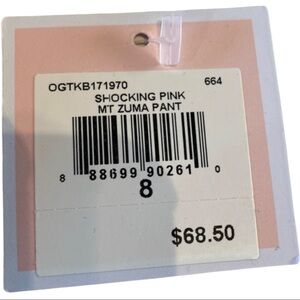 OGTKB171970 664
SHOCKING PINK
MT ZUMA PANT
8 88699 90261 0
8
$68.50